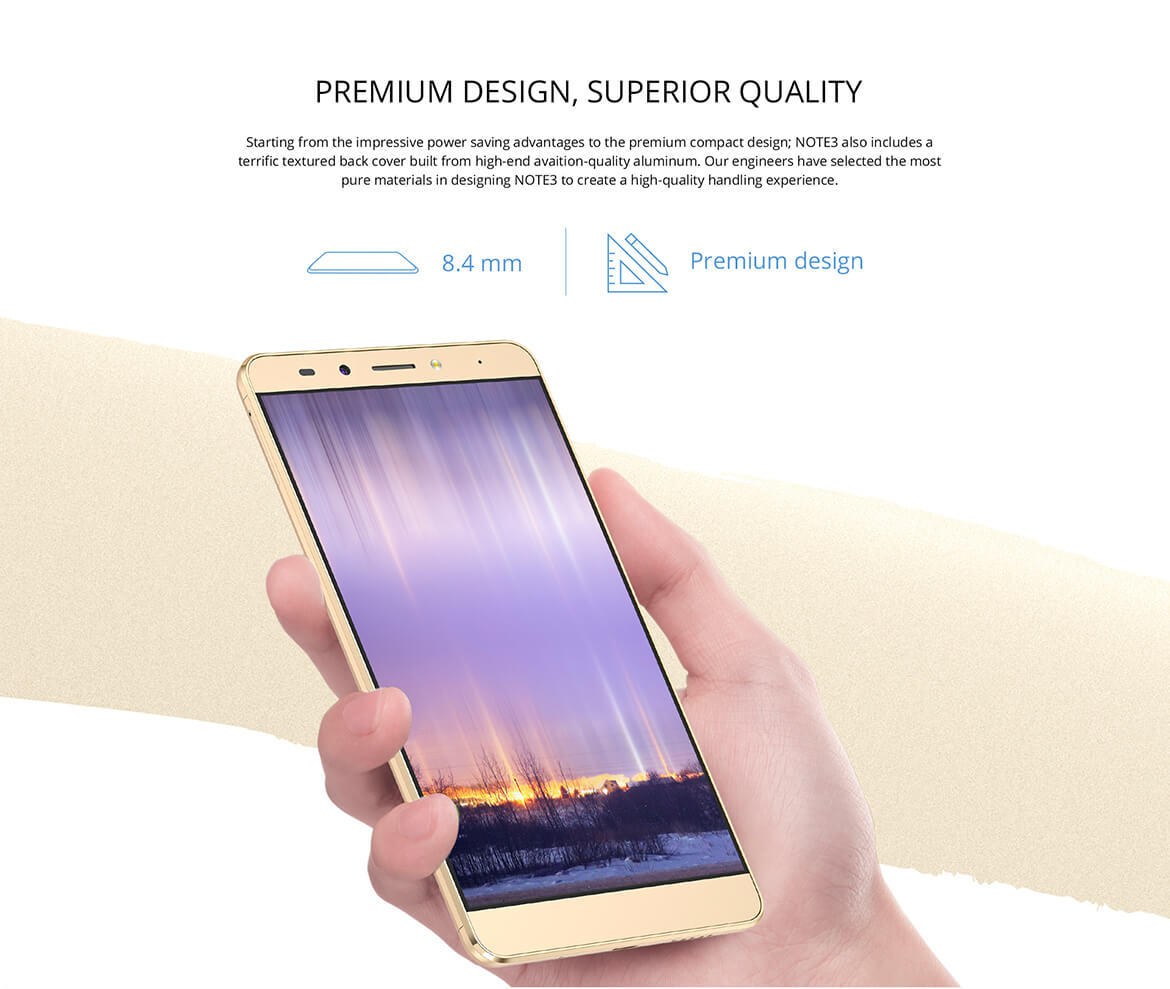 PREMIUM DESIGN, SUPERIOR QUALITY
Starting from the impressive power saving advantages to the premium compact design; NOTE3 also includes a
terrific textured back cover built from high-end avaition-quality aluminum. Our engineers have selected the most
pure materials in designing NOTE3 to create a high-quality handling experience.
8.4 mm
Premium design